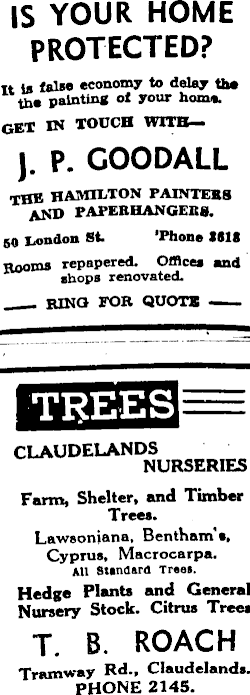 IS YOUR HOME
PROTECTED?
It is false economy to delay the
the painting of your home.
GET IN TOUCH WITH—
J. P. GOODALL
THE HAMILTON PAINTERS
AND PAPERHANGERS.
50 London St. 'Phone 3618
Rooms repapered. Offices and
shops renovated.
— RING FOR QUOTE —
TREES
CLAUDELANDS
NURSERIES
Farm, Shelter, and Timber
Trees.
Lawsoniana, Bentham's,
Cyprus, Macrocarpa.
All Standard Trees.
Hedge Plants and General
Nursery Stock. Citrus Trees
T. B. ROACH
Tramway Rd., Claudelands.
PHONE 2145.